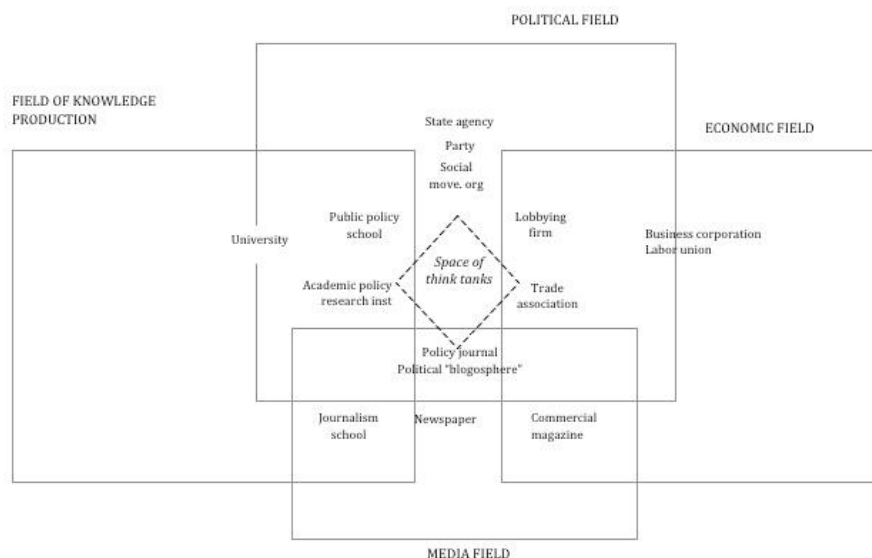 POLITICAL FIELD
FIELD OF KNOWLEDGE
PRODUCTION
State agency
ECONOMIC FIELD
Party
Social
move. org
Public policy
school
Lobbying
firm
University
Business corporation
Labor union
Space of
think tanks
Academic policy
research inst
Trade
association
Policy journal
Political "blogosphere"
Journalism
school
Newspaper
Commercial
magazine
MEDIA FIELD